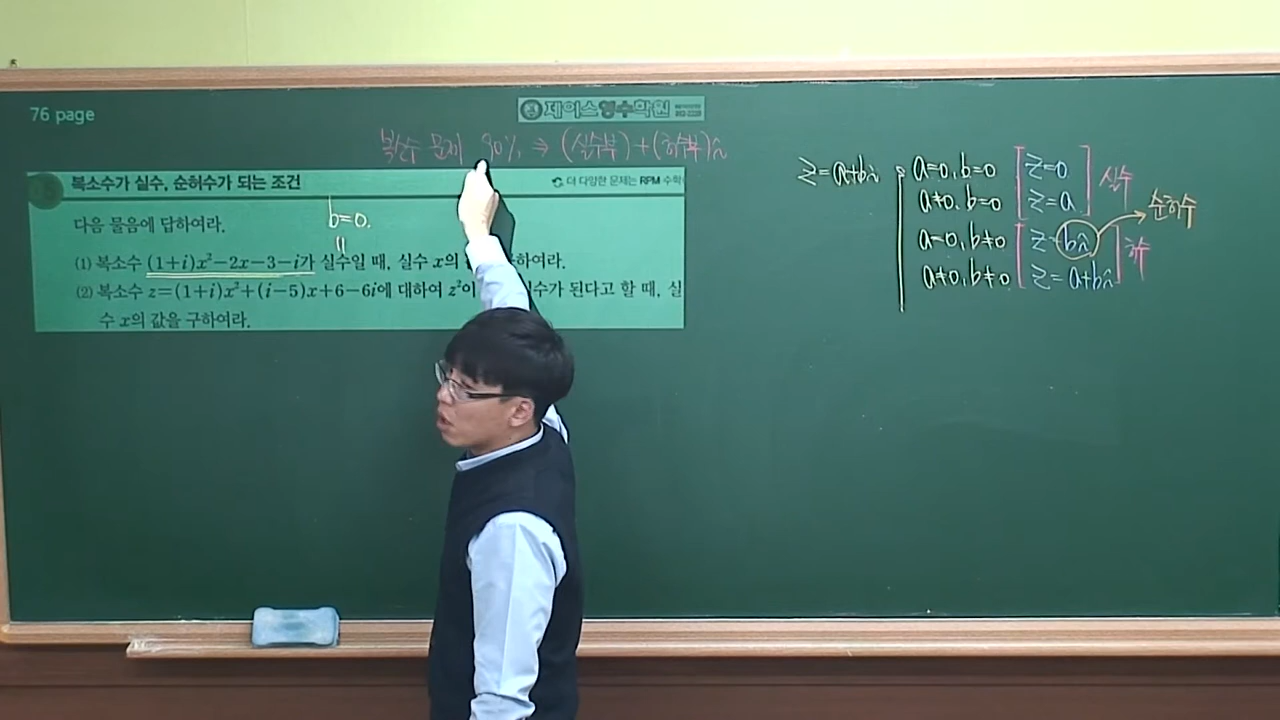 76 page
제이스영수학원
복소수 문제 90% ⇒ (실수부)+(허수부)i
복소수가 실수, 순허수가 되는 조건
더 다양한 문제는 RPM 수학
다음 물음에 답하여라.
b=0.
(1) 복소수 (1+i)x²-2x-3-i가 실수일 때, 실수 x의 하여라.
(2) 복소수 z=(1+i)x²+(i-5)x+6-6i에 대하여 z²이 수가 된다고 할 때, 실
수 x의 값을 구하여라.
z=a+bi
a=0, b=0 z=0
a≠0, b=0 z=a
실수
a=0, b≠0 z=bi
순허수
a≠0, b≠0 z=a+bi
허수